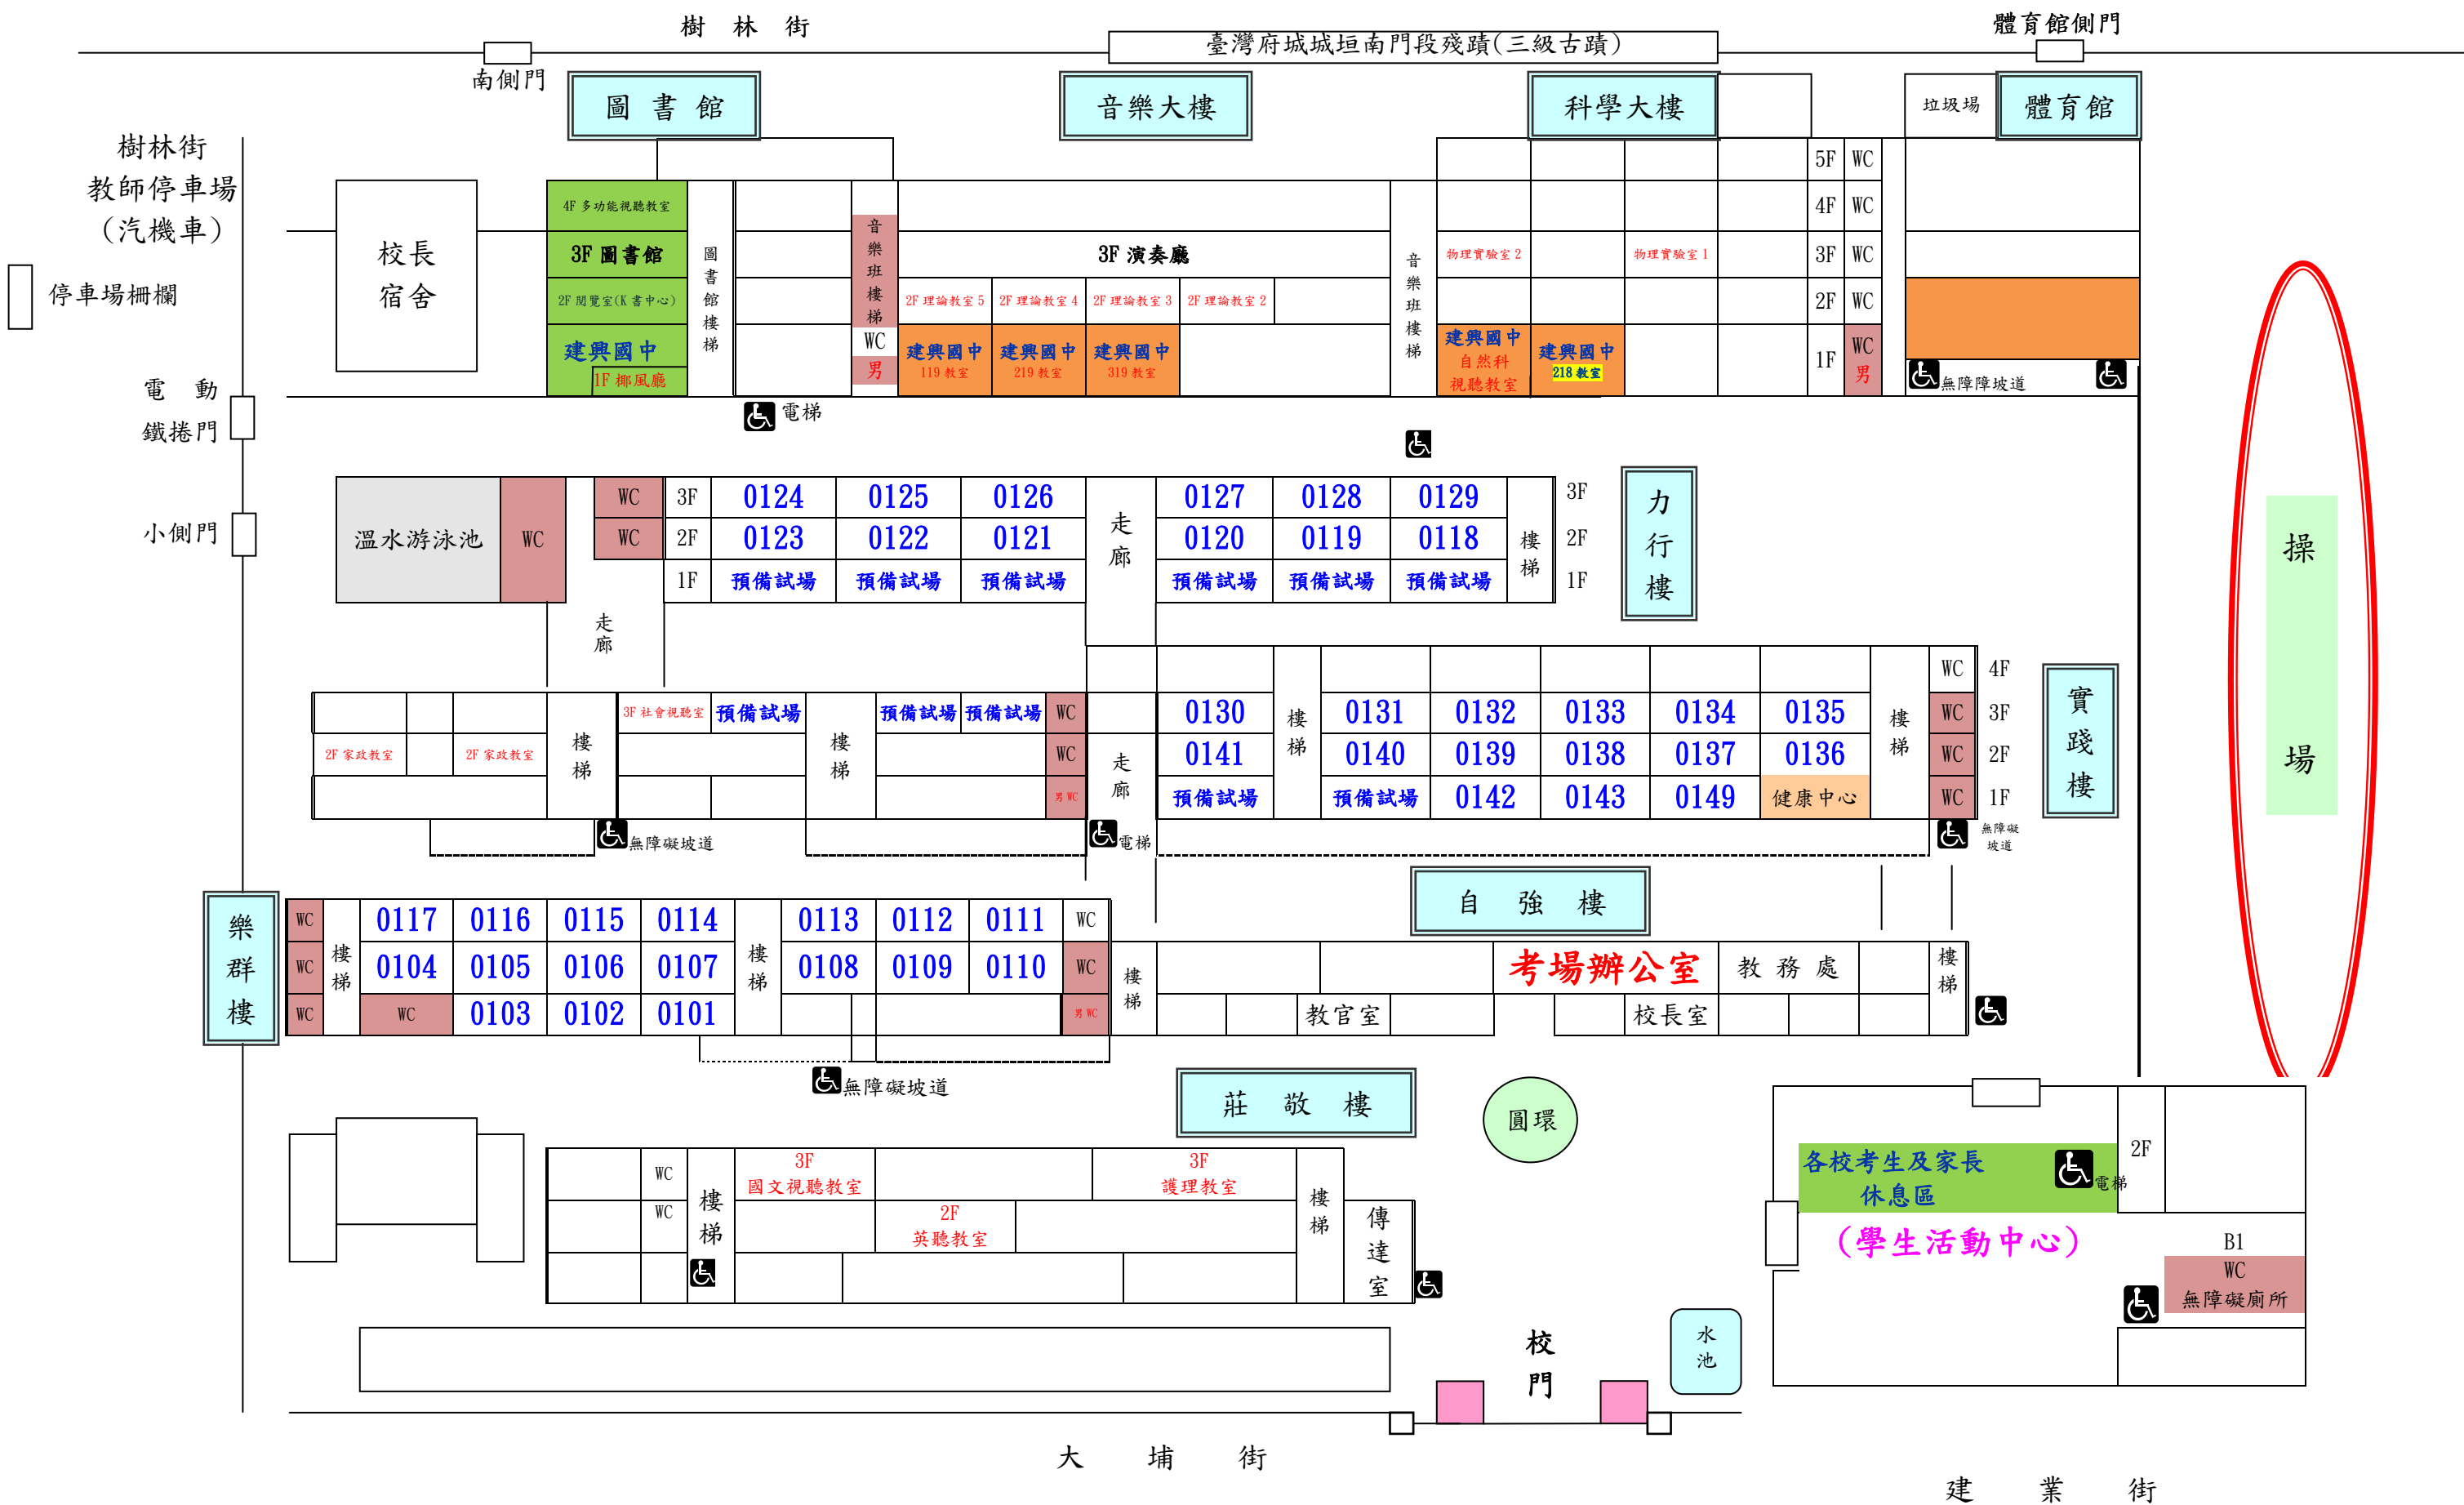 樹 林 街
臺灣府城城垣南門段殘蹟(三級古蹟)
體育館側門
南側門
圖 書 館
音樂大樓
科學大樓
垃圾場
體育館
樹林街
教師停車場
(汽機車)
停車場柵欄
校長
宿舍
4F 多功能視聽教室
3F 圖書館
2F 閱覽室(K 書中心)
建興國中
1F 椰風廳
圖書館樓梯
音樂班樓梯
WC
男
3F 演奏廳
2F 理論教室 5
2F 理論教室 4
2F 理論教室 3
2F 理論教室 2
建興國中
119 教室
建興國中
219 教室
建興國中
319 教室
音樂班樓梯
5F WC
4F WC
物理實驗室 2
物理實驗室 1
3F WC
2F WC
建興國中
自然科
視聽教室
建興國中
218 教室
1F
WC
男
無障障坡道
電梯
電 動
鐵捲門
小側門
溫水游泳池
WC
WC 3F 0124 0125 0126
WC 2F 0123 0122 0121
1F 預備試場 預備試場 預備試場
走廊
0127 0128 0129 3F
0120 0119 0118 2F
預備試場 預備試場 預備試場 1F
樓梯
力行樓
走廊
3F 社會視聽室 預備試場
2F 家政教室
2F 家政教室
樓梯
樓梯
預備試場 預備試場 WC
WC
男 WC
走廊
WC 4F
0130 0131 0132 0133 0134 0135 WC 3F
0141 0140 0139 0138 0137 0136 WC 2F
預備試場 預備試場 0142 0143 0149 健康中心 WC 1F
樓梯
樓梯
實踐樓
無障礙坡道
電梯
無障礙
坡道
操
場
自 強 樓
樂群樓
WC 0117 0116 0115 0114 0113 0112 0111 WC
WC 0104 0105 0106 0107 0108 0109 0110 WC
WC WC 0103 0102 0101 男 WC
樓梯
樓梯
樓梯
考場辦公室
教 務 處
教官室
校長室
樓梯
無障礙坡道
莊 敬 樓
圓環
WC
WC
樓梯
3F
國文視聽教室
3F
護理教室
2F
英聽教室
樓梯
傳達室
各校考生及家長
休息區
電梯
2F
(學生活動中心)
B1
WC
無障礙廁所
校門
水池
大 埔 街
建 業 街